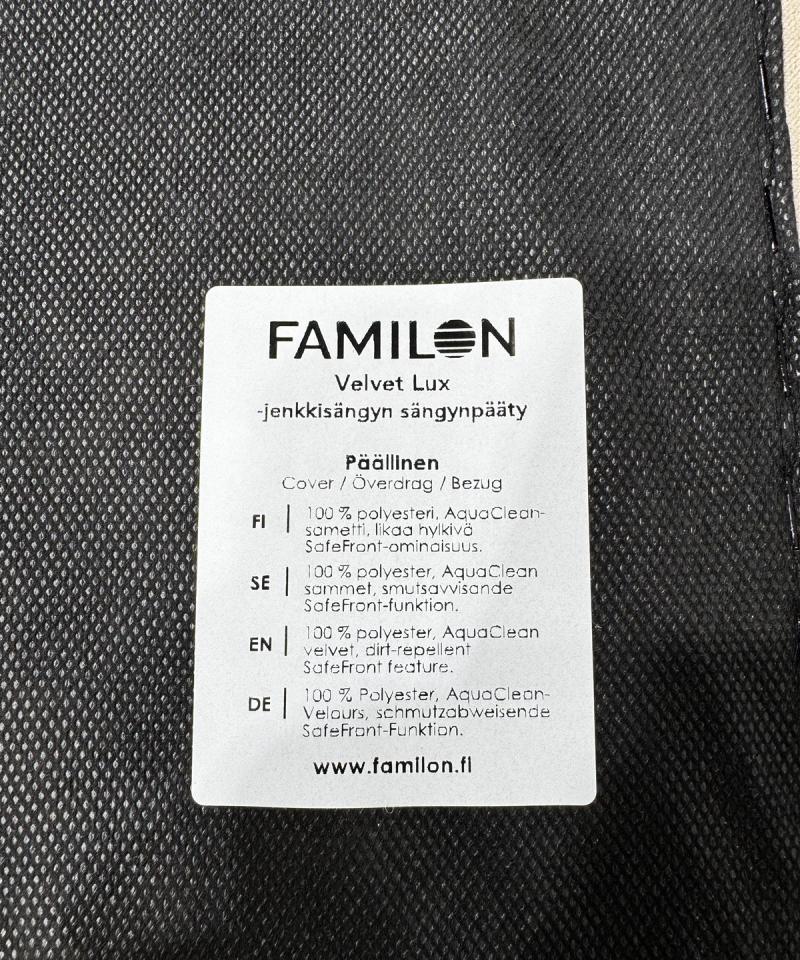 FAMILON
Velvet Lux
-jenkkisängyn sängynpääty
Päällinen
Cover / Överdrag / Bezug
FI | 100 % polyesteri, AquaClean-
sametti, likaa hylkivä
SafeFront-ominaisuus.
SE | 100 % polyester, AquaClean
sammet, smutsavvisande
SafeFront-funktion.
EN | 100 % polyester, AquaClean
velvet, dirt-repellent
SafeFront feature.
DE | 100 % Polyester, AquaClean-
Velours, schmutzabweisende
SafeFront-Funktion.
www.familon.fi